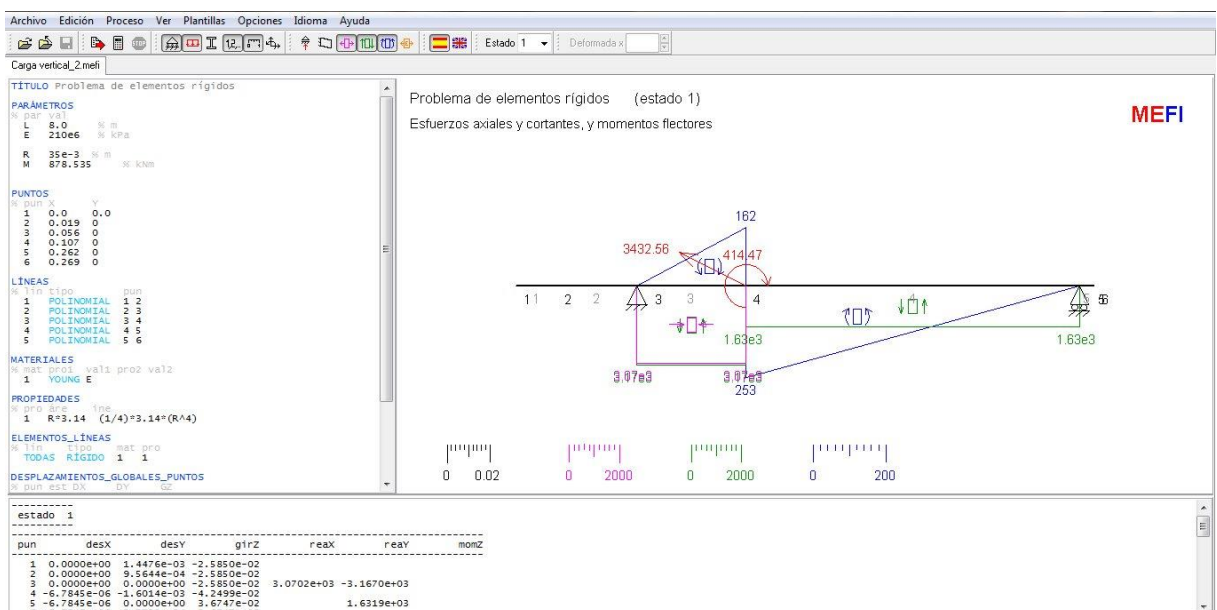 Archivo Edición Proceso Ver Plantillas Opciones Idioma Ayuda
Estado 1 Deformada x
Carga vertical_2.mefi
TÍTULO Problema de elementos rígidos
PARÁMETROS
% par val
L 8.0 % m
E 210e6 % kPa
R 35e-3 % m
M 878.535 % kNm
PUNTOS
% pun X Y
1 0.0 0.0
2 0.019 0
3 0.056 0
4 0.107 0
5 0.262 0
6 0.269 0
LÍNEAS
% lin tipo pun
1 POLINOMIAL 1 2
2 POLINOMIAL 2 3
3 POLINOMIAL 3 4
4 POLINOMIAL 4 5
5 POLINOMIAL 5 6
MATERIALES
% mat pro1 val1 pro2 val2
1 YOUNG E
PROPIEDADES
% pro áre ine
1 R*3.14 (1/4)*3.14*(R^4)
ELEMENTOS_LÍNEAS
% lin tipo mat pro
TODAS RÍGIDO 1 1
DESPLAZAMIENTOS_GLOBALES_PUNTOS
% pun est DX DY GZ
Problema de elementos rígidos (estado 1)
Esfuerzos axiales y cortantes, y momentos flectores
MEFI
162
3432.56
414.47
1 1 2 2 3 3 4 4 5 6
1.63e3 1.63e3
3.07e3 3.07e3
253
0 0.02 0 2000 0 2000 0 200
estado 1
pun desX desY girZ reaX reaY momZ
1 0.0000e+00 1.4476e-03 -2.5850e-02
2 0.0000e+00 9.5644e-04 -2.5850e-02
3 0.0000e+00 0.0000e+00 -2.5850e-02 3.0702e+03 -3.1670e+03
4 -6.7845e-06 -1.6014e-03 -4.2499e-02
5 -6.7845e-06 0.0000e+00 3.6747e-02 1.6319e+03